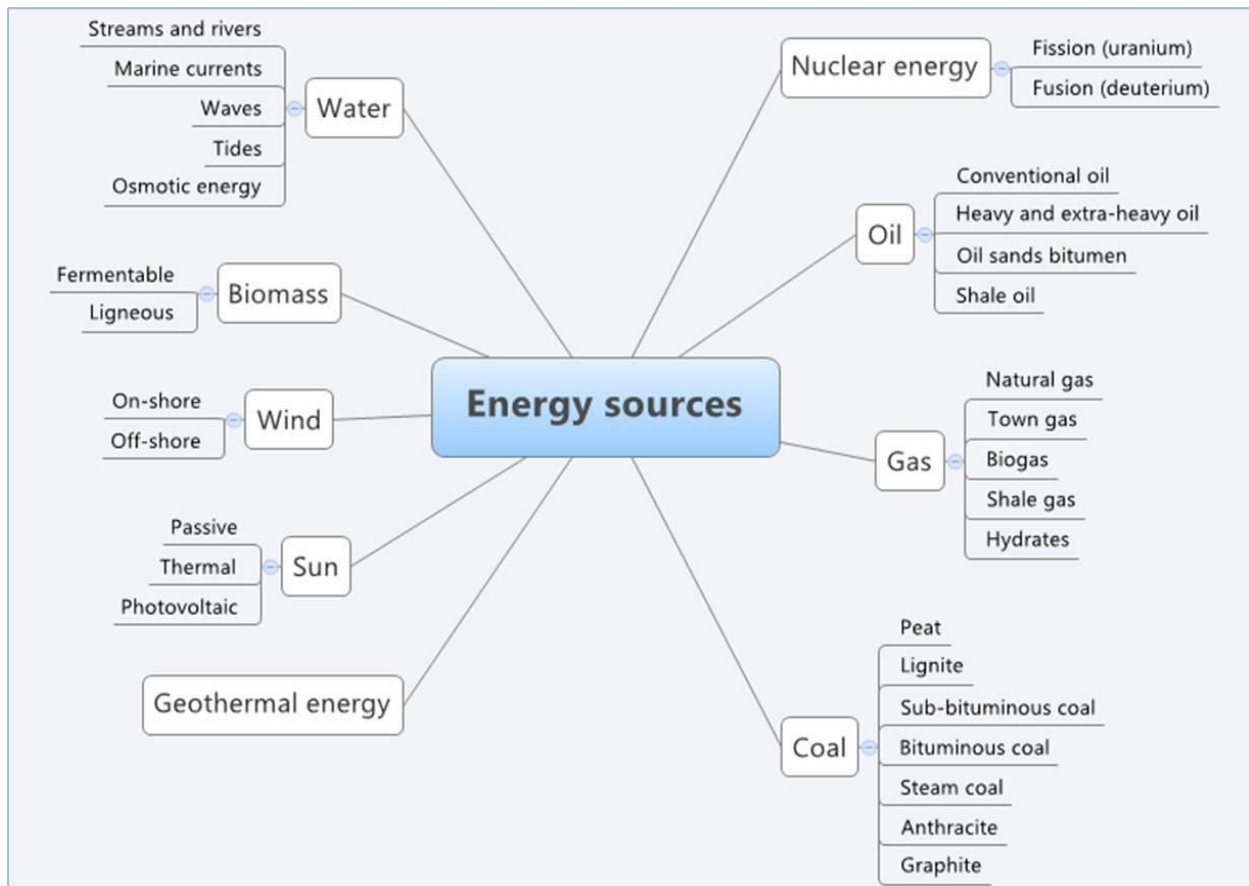 Streams and rivers
Marine currents
Waves
Tides
Osmotic energy
Water
Fermentable
Ligneous
Biomass
On-shore
Off-shore
Wind
Passive
Thermal
Photovoltaic
Sun
Geothermal energy
Energy sources
Nuclear energy
Fission (uranium)
Fusion (deuterium)
Oil
Conventional oil
Heavy and extra-heavy oil
Oil sands bitumen
Shale oil
Gas
Natural gas
Town gas
Biogas
Shale gas
Hydrates
Coal
Peat
Lignite
Sub-bituminous coal
Bituminous coal
Steam coal
Anthracite
Graphite